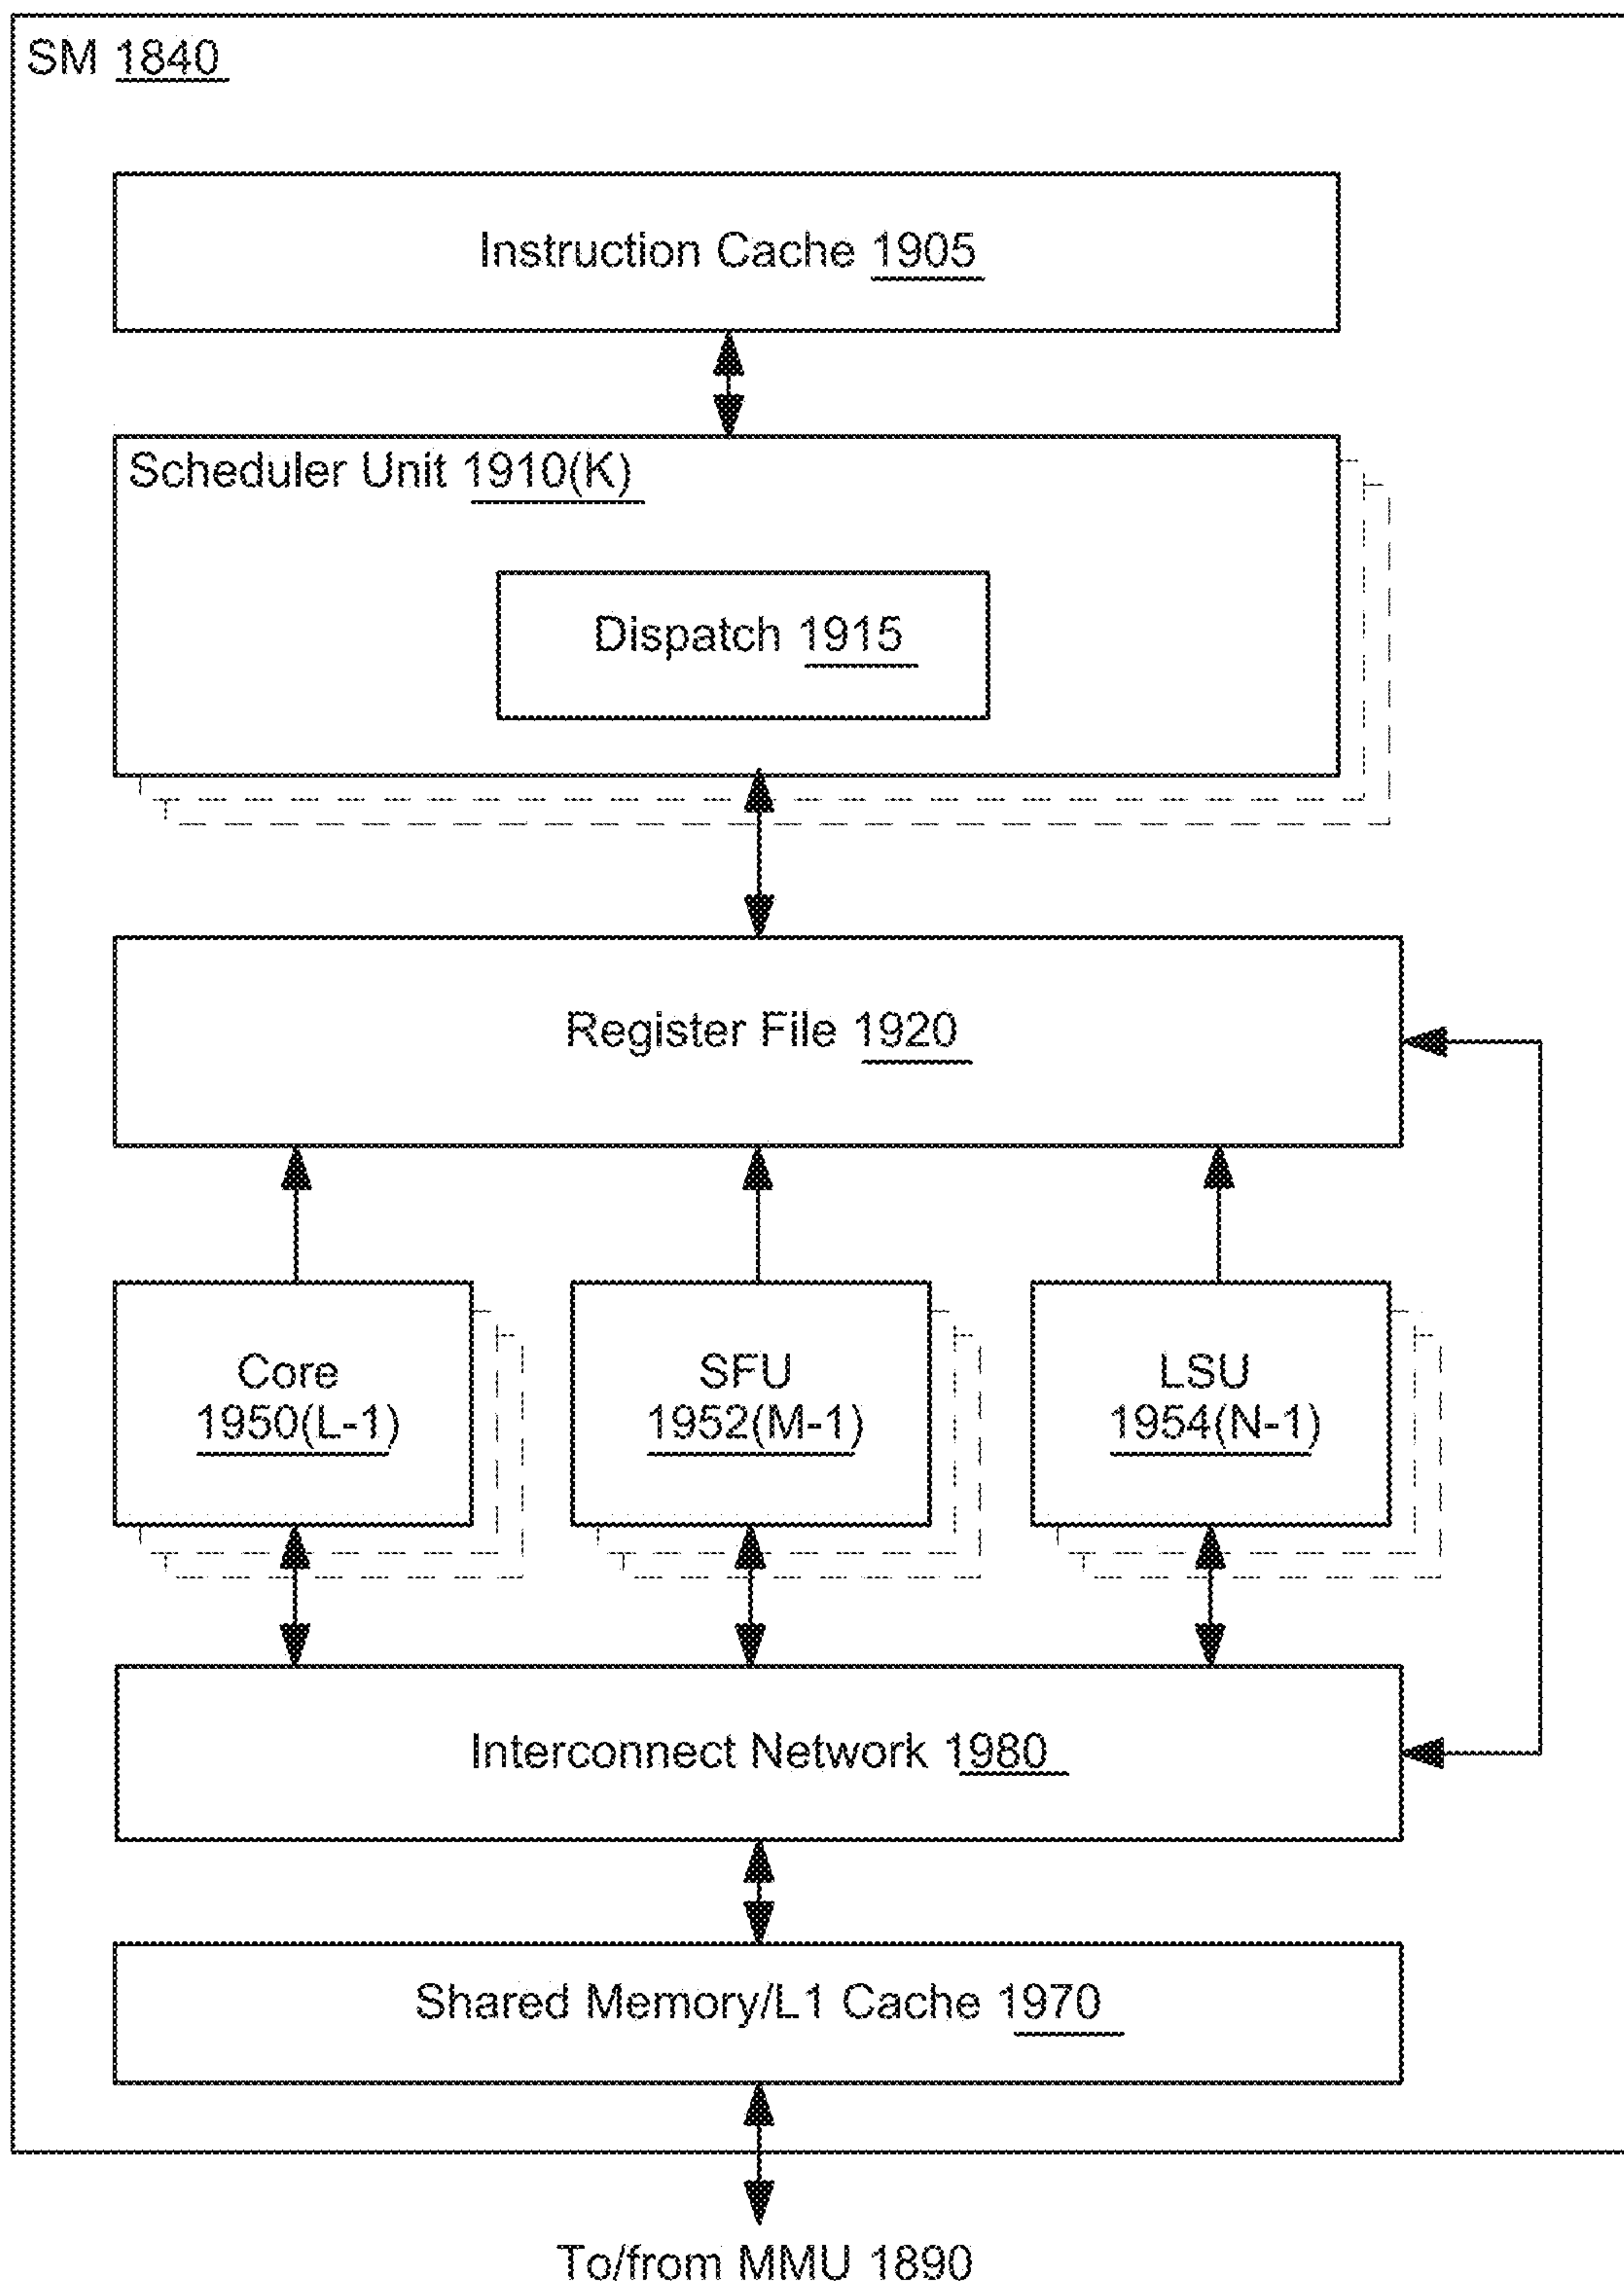 SM 1840
Instruction Cache 1905
Scheduler Unit 1910(K)
Dispatch 1915
Register File 1920
Core
1950(L-1)
SFU
1952(M-1)
LSU
1954(N-1)
Interconnect Network 1980
Shared Memory/L1 Cache 1970
To/from MMU 1890